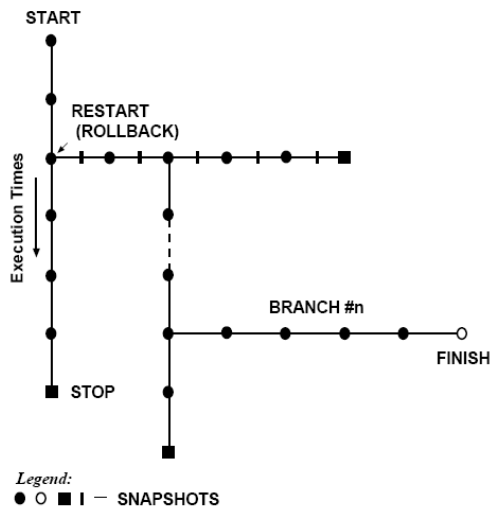 START
RESTART
(ROLLBACK)
Execution Times
BRANCH #n
FINISH
STOP
Legend:
— SNAPSHOTS